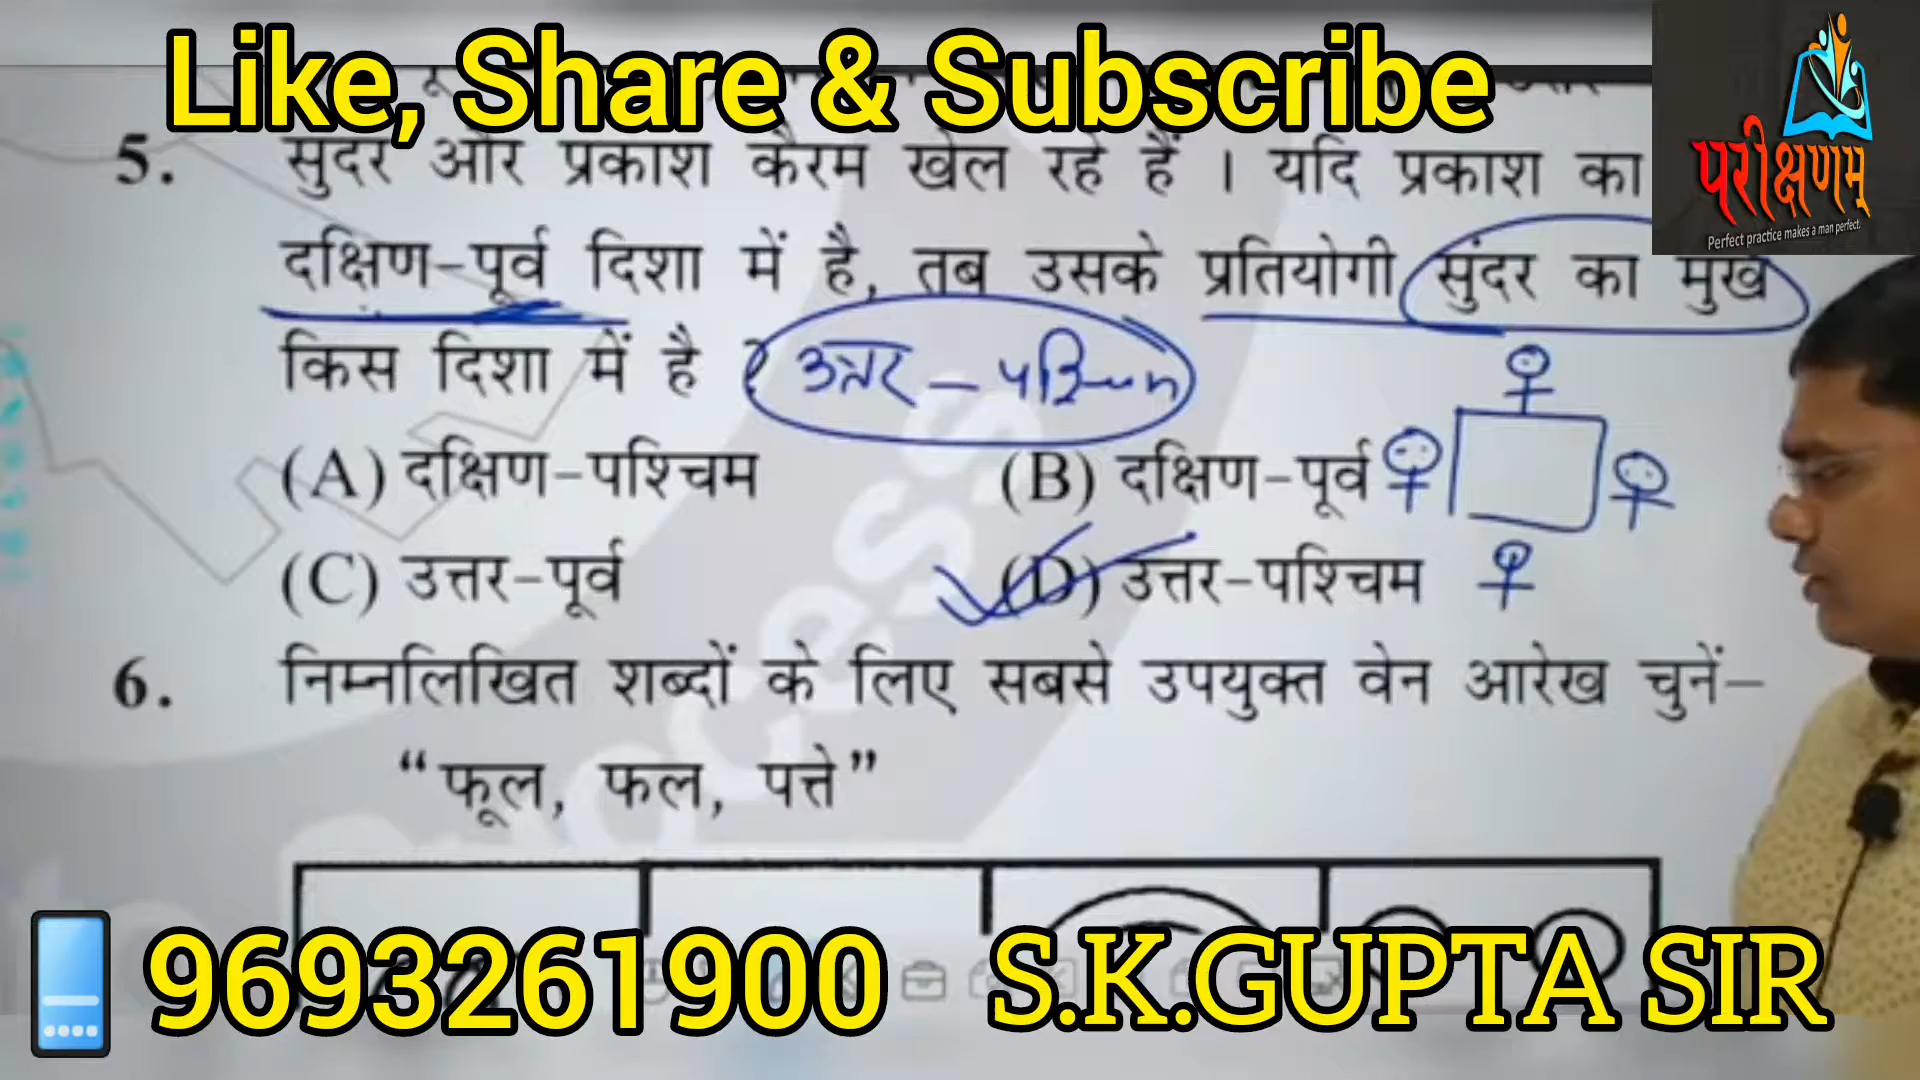 Like, Share & Subscribe
परीक्षणम्
Perfect practice makes a man perfect.
5. सुंदर और प्रकाश कैरम खेल रहे हैं । यदि प्रकाश का
दक्षिण-पूर्व दिशा में है, तब उसके प्रतियोगी सुंदर का मुख
किस दिशा में है ? उत्तर - पश्चिम
(A) दक्षिण-पश्चिम (B) दक्षिण-पूर्व
(C) उत्तर-पूर्व (D) उत्तर-पश्चिम
6. निम्नलिखित शब्दों के लिए सबसे उपयुक्त वेन आरेख चुनें-
“फूल, फल, पत्ते”
9693261900 S.K.GUPTA SIR